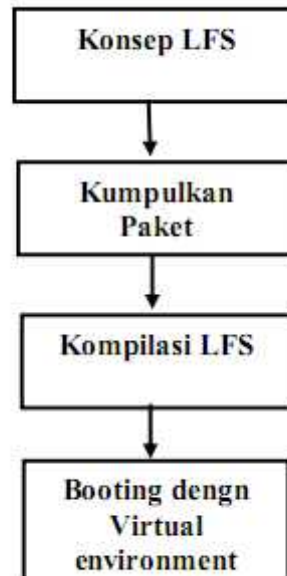 Konsep LFS
Kumpulkan
Paket
Kompilasi LFS
Booting dengn
Virtual
environment